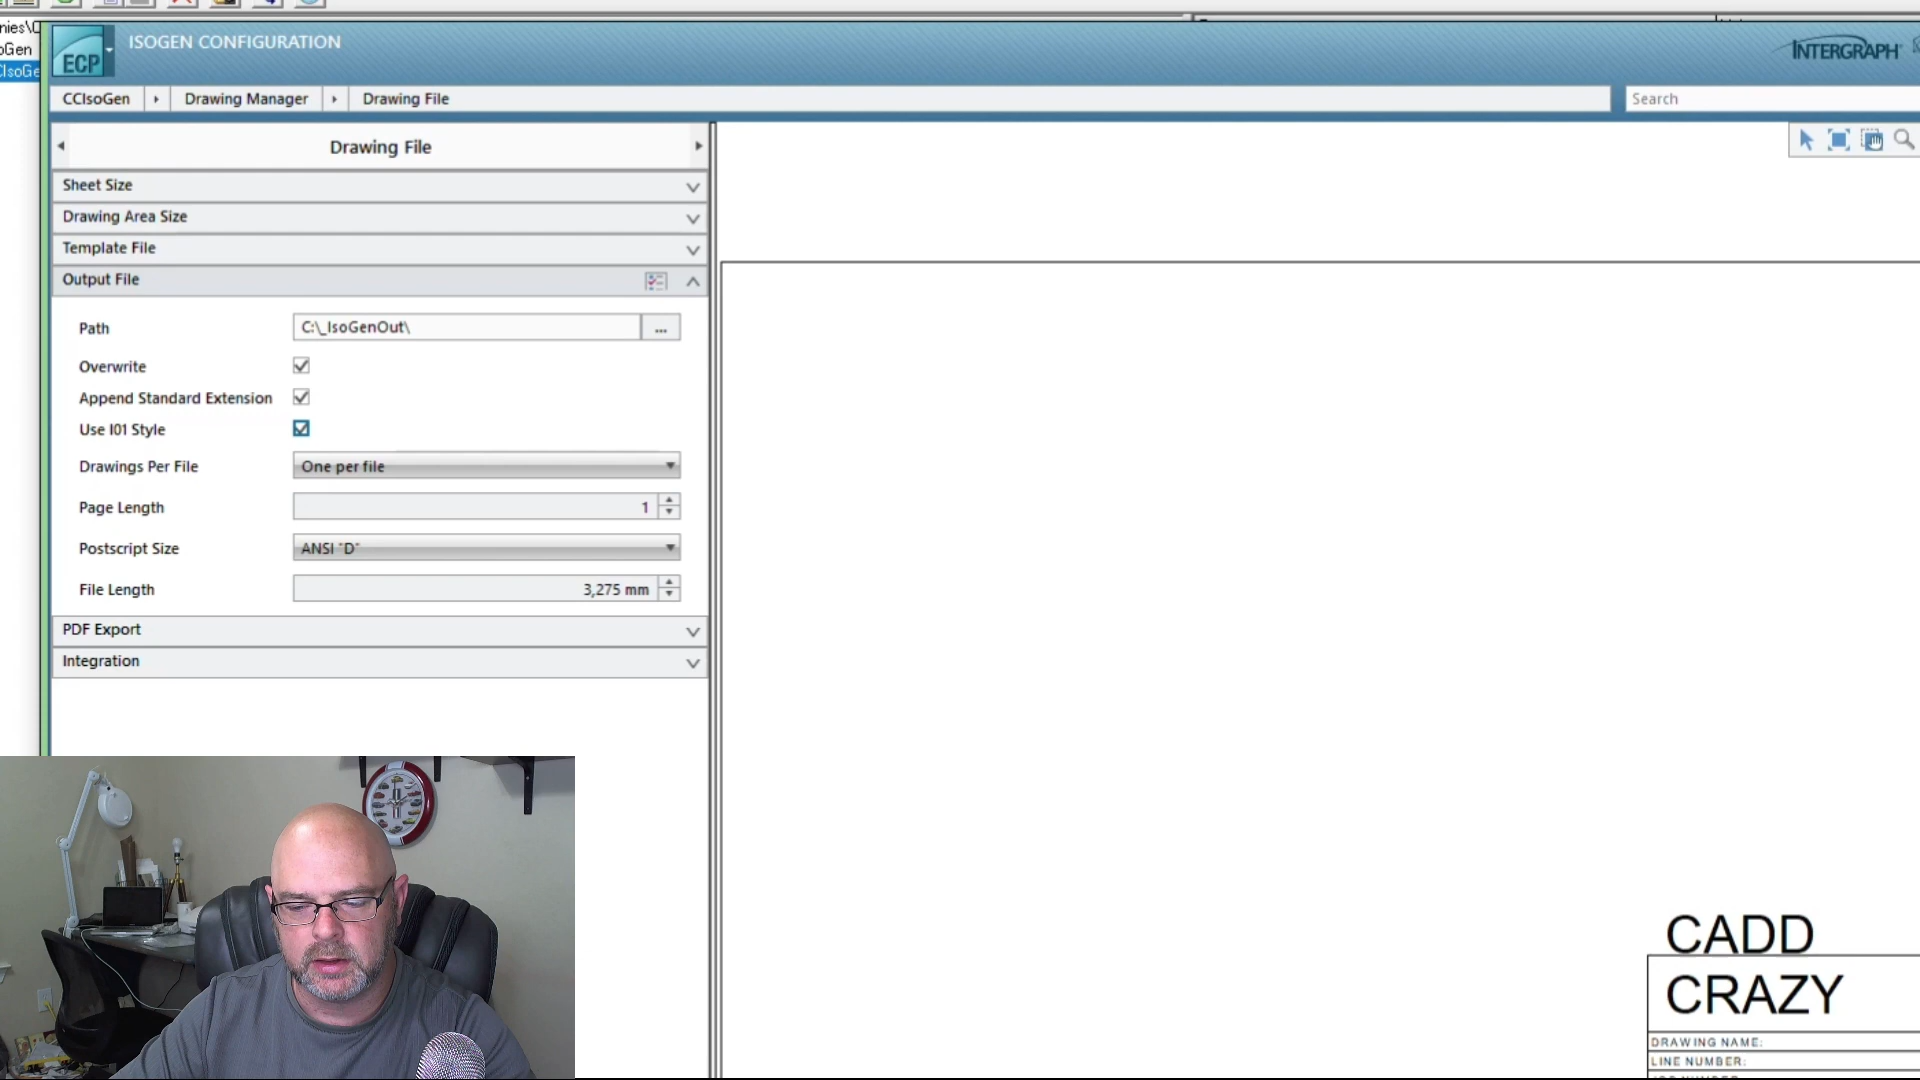 nies\C
oGen
CIsoGe
ECP
ISOGEN CONFIGURATION
INTERGRAPH
CCIsoGen
Drawing Manager
Drawing File
Search
Drawing File
Sheet Size
Drawing Area Size
Template File
Output File
Path
C:\_IsoGenOut\
...
Overwrite
Append Standard Extension
Use I01 Style
Drawings Per File
One per file
Page Length
1
Postscript Size
ANSI "D"
File Length
3,275 mm
PDF Export
Integration
CADD
CRAZY
DRAWING NAME:
LINE NUMBER: